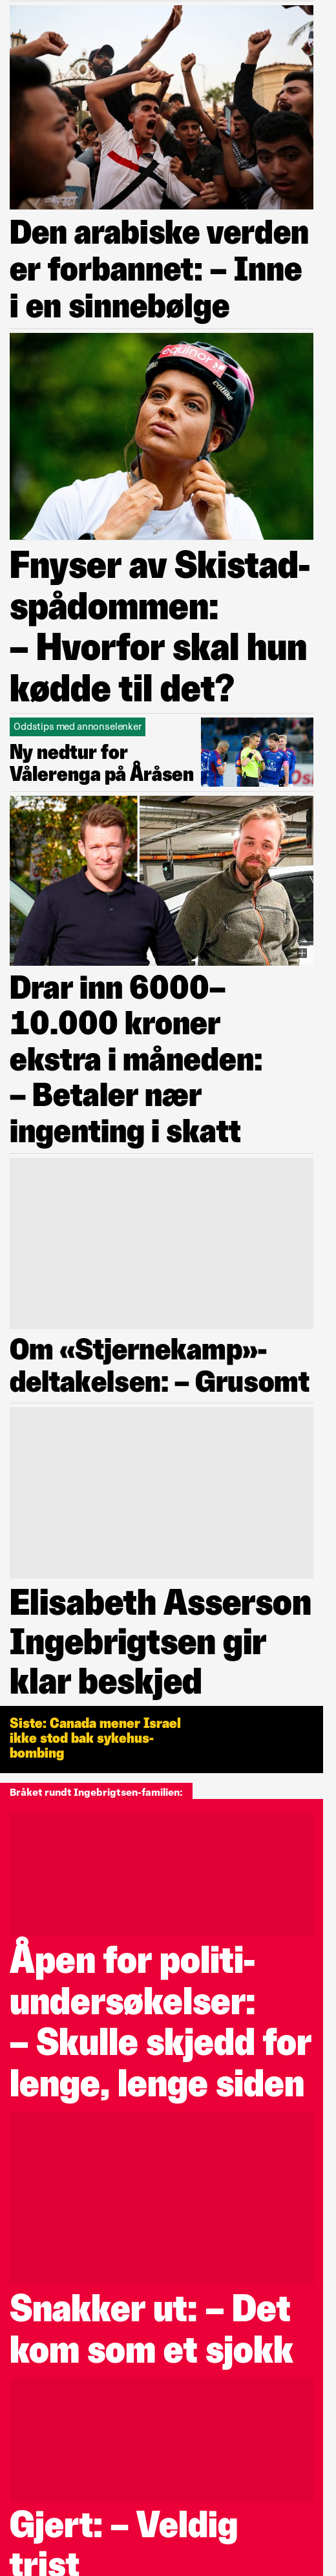 Den arabiske verden
er forbannet: – Inne
i en sinnebølge
equinor
catlike
Fnyser av Skistad-
spådommen:
– Hvorfor skal hun
kødde til det?
Oddstips med annonselenker
Ny nedtur for
Vålerenga på Åråsen
Drar inn 6000–
10.000 kroner
ekstra i måneden:
– Betaler nær
ingenting i skatt
Om «Stjernekamp»-
deltakelsen: – Grusomt
Elisabeth Asserson
Ingebrigtsen gir
klar beskjed
Siste: Canada mener Israel
ikke stod bak sykehus-
bombing
Bråket rundt Ingebrigtsen-familien:
Åpen for politi-
undersøkelser:
– Skulle skjedd for
lenge, lenge siden
Snakker ut: – Det
kom som et sjokk
Gjert: – Veldig
trist